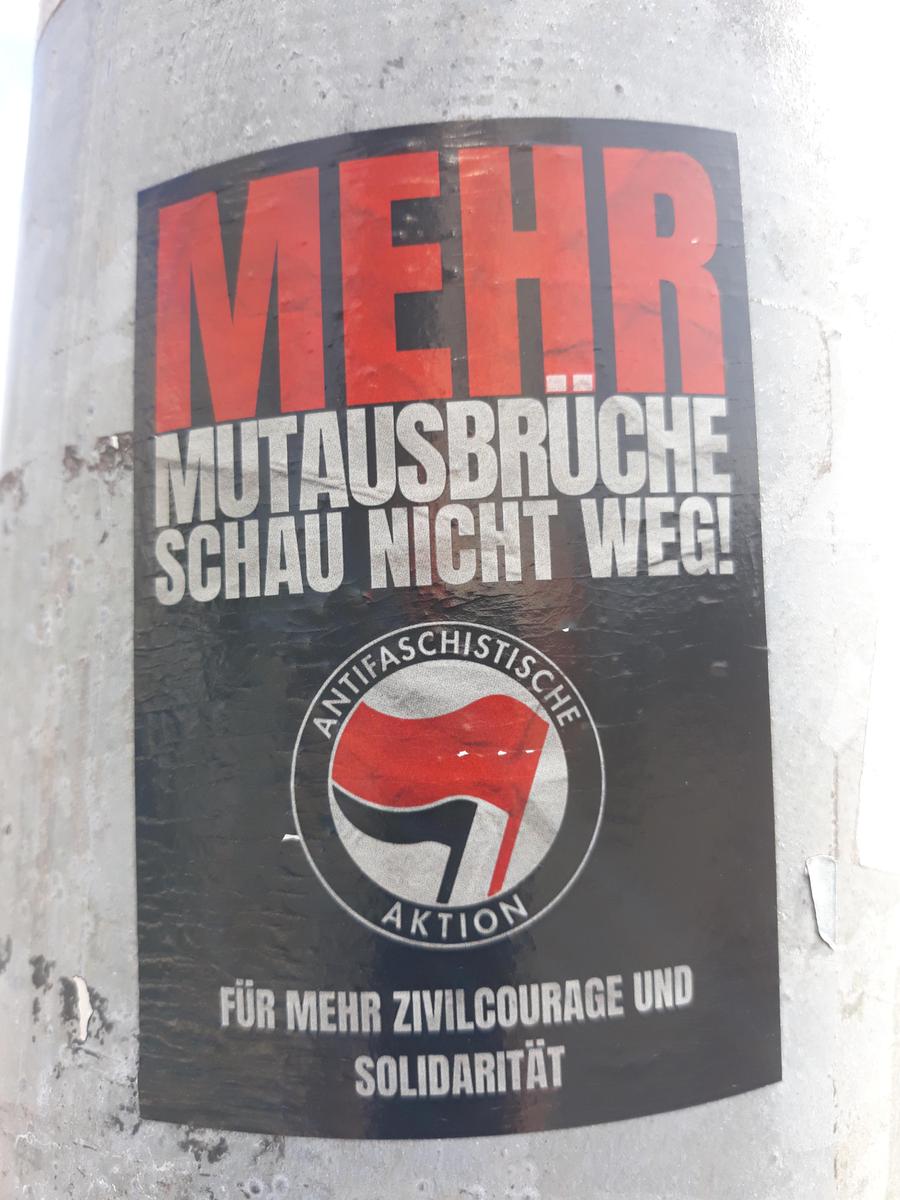 MEHR
MUTAUSBRÜCHE
SCHAU NICHT WEG!
ANTIFASCHISTISCHE
AKTION
FÜR MEHR ZIVILCOURAGE UND
SOLIDARITÄT